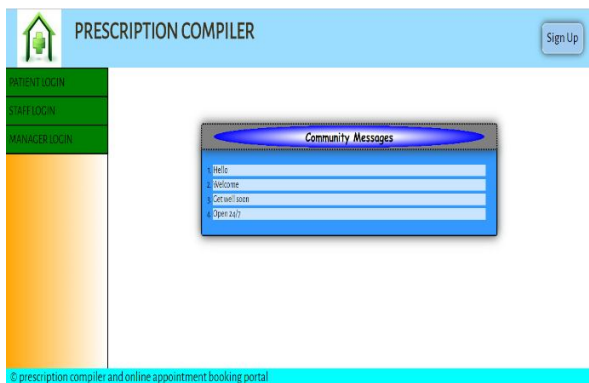 PRESCRIPTION COMPILER
Sign Up
PATIENT LOGIN
STAFF LOGIN
MANAGER LOGIN
Community Messages
1. Hello
2. Welcome
3. Get well soon
4. Open 24/7
© prescription compiler and online appointment booking portal